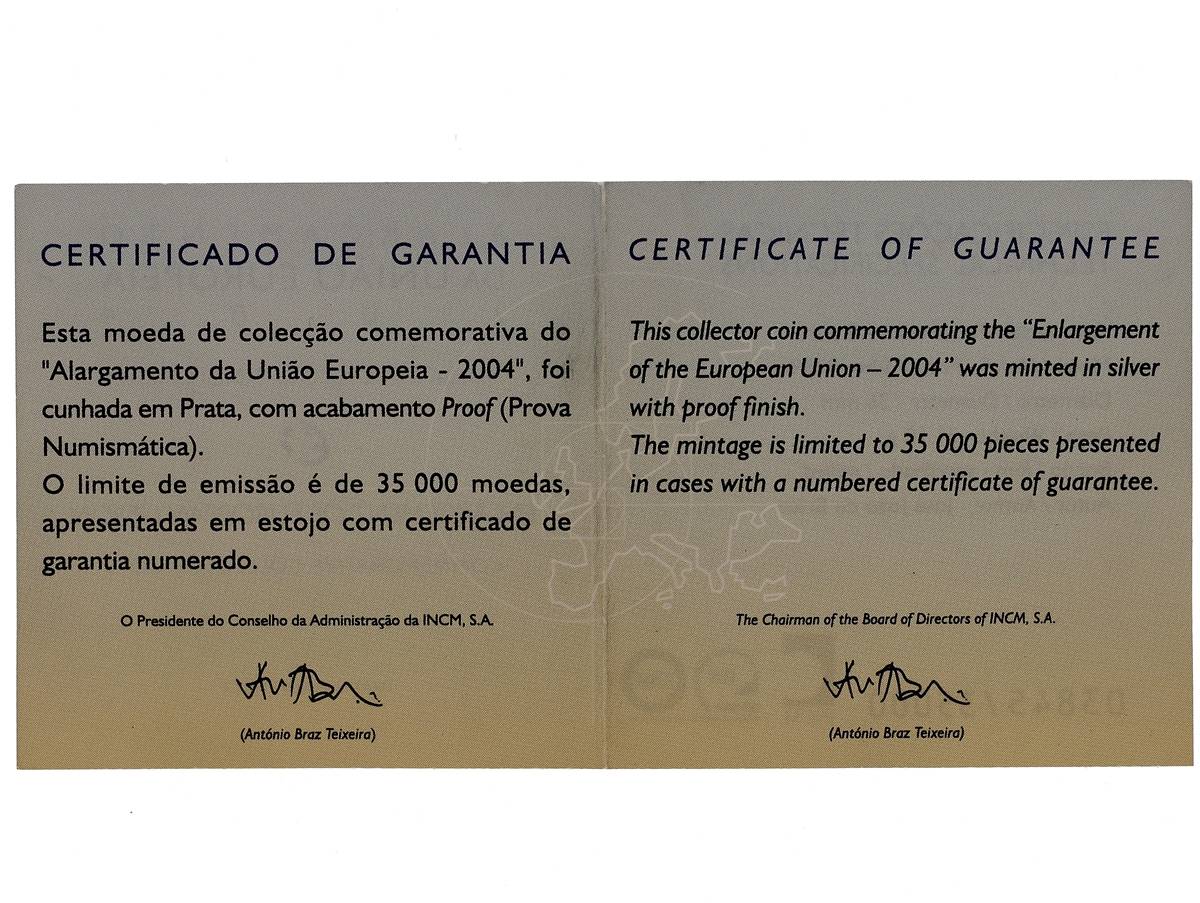 CERTIFICADO DE GARANTIA
Esta moeda de colecção comemorativa do
"Alargamento da União Europeia - 2004", foi
cunhada em Prata, com acabamento Proof (Prova
Numismática).
O limite de emissão é de 35 000 moedas,
apresentadas em estojo com certificado de
garantia numerado.
O Presidente do Conselho da Administração da INCM, S.A.
(António Braz Teixeira)
CERTIFICATE OF GUARANTEE
This collector coin commemorating the “Enlargement
of the European Union – 2004” was minted in silver
with proof finish.
The mintage is limited to 35 000 pieces presented
in cases with a numbered certificate of guarantee.
The Chairman of the Board of Directors of INCM, S.A.
(António Braz Teixeira)